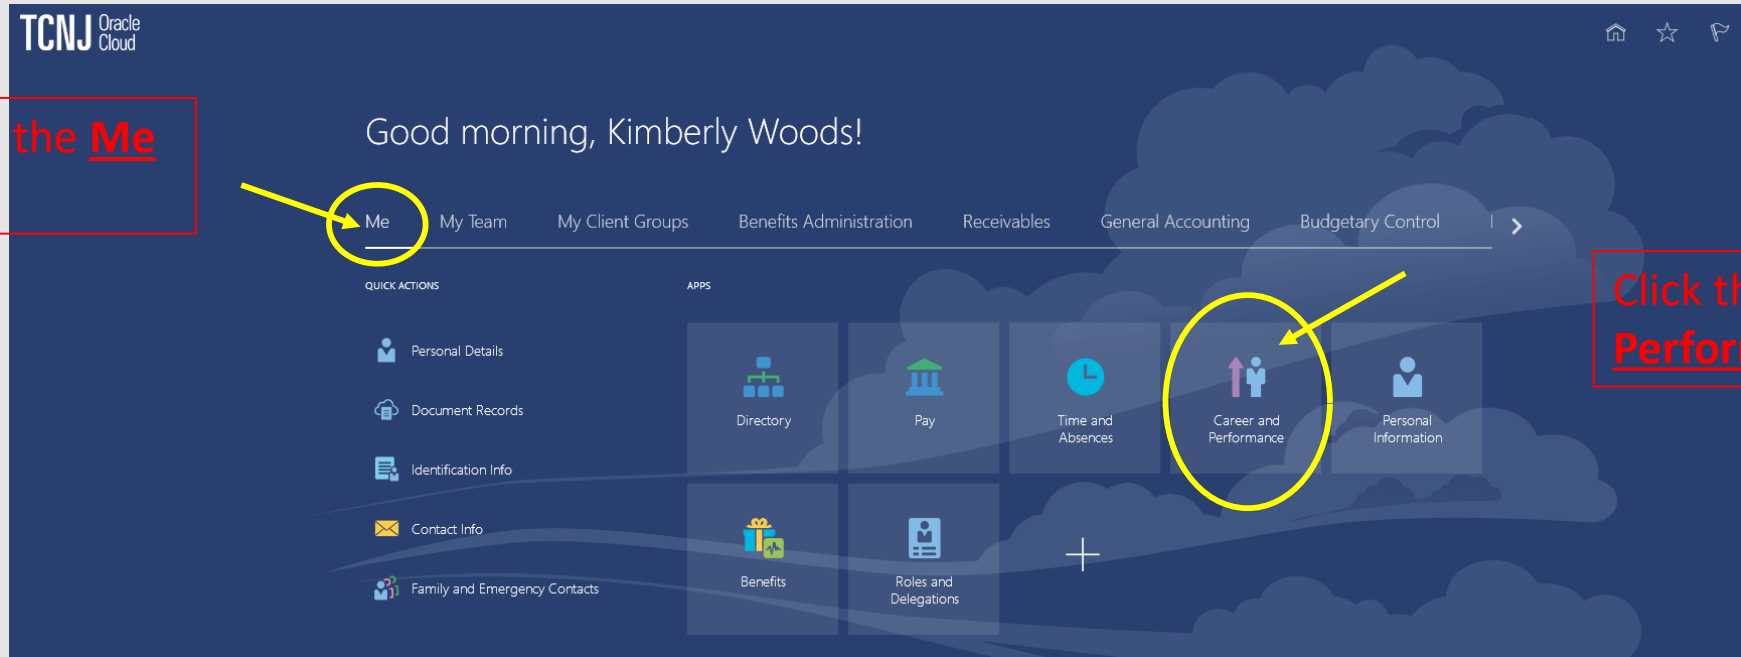 TCNJ Oracle
Cloud
the Me
Good morning, Kimberly Woods!
Me My Team My Client Groups Benefits Administration Receivables General Accounting Budgetary Control
Click
QUICK ACTIONS
APPS
Personal Details
Document Records
Identification Info
Contact Info
Family and Emergency Contacts
Directory
Pay
Time and
Absences
Career and
Performance
Personal
Information
Benefits
Roles and
Delegations